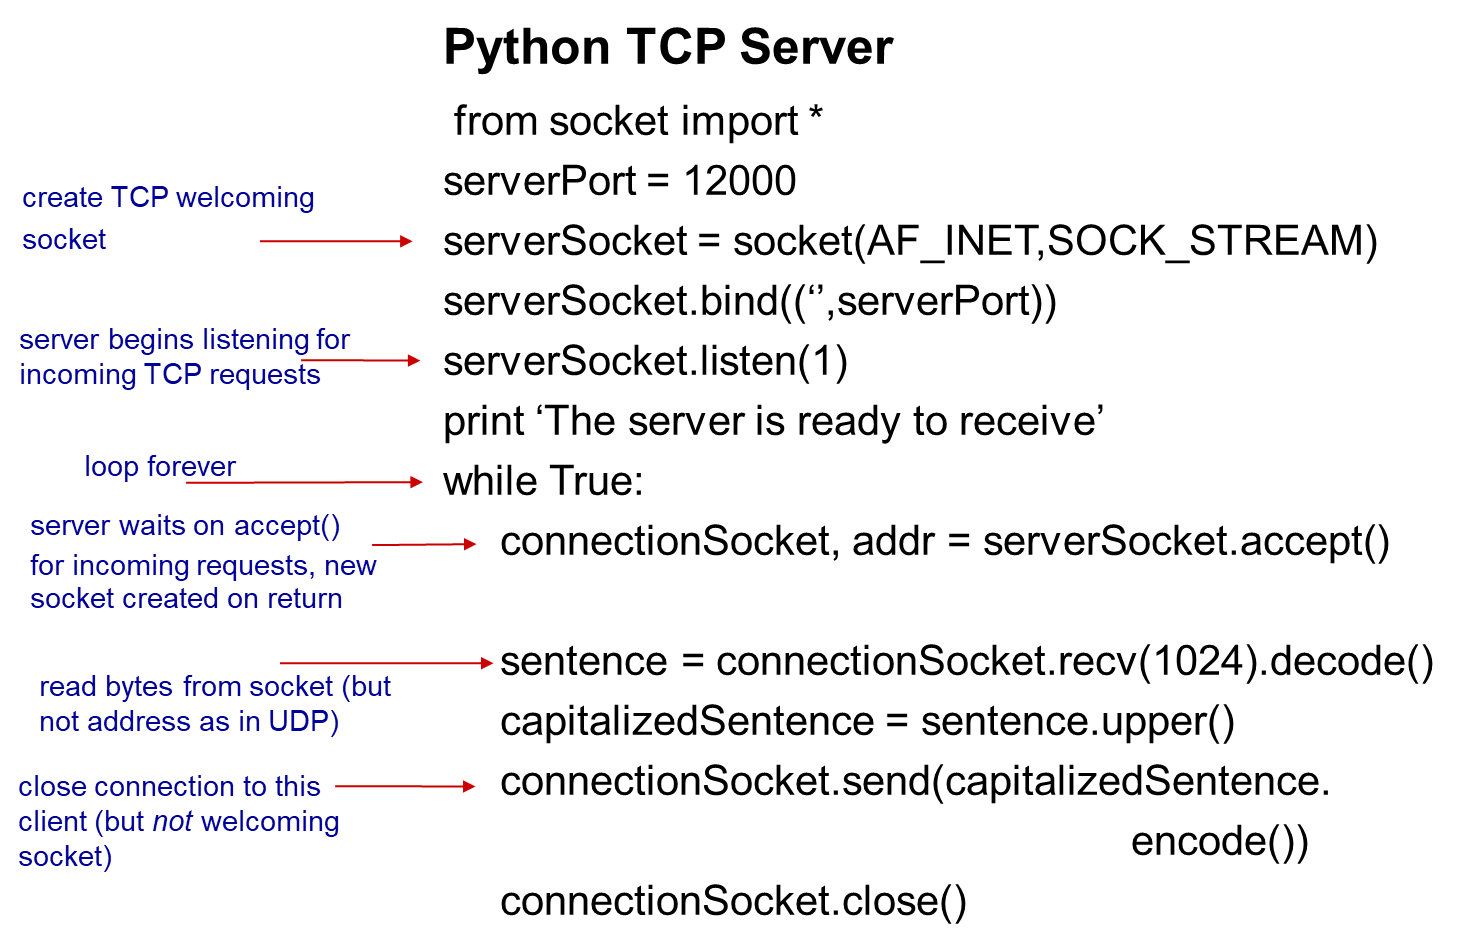 Python TCP Server
from socket import *
serverPort = 12000
create TCP welcoming
socket
serverSocket = socket(AF_INET,SOCK_STREAM)
serverSocket.bind((‘’,serverPort))
server begins listening for
incoming TCP requests
serverSocket.listen(1)
print ‘The server is ready to receive’
loop forever
while True:
server waits on accept()
for incoming requests, new
socket created on return
connectionSocket, addr = serverSocket.accept()
read bytes from socket (but
not address as in UDP)
sentence = connectionSocket.recv(1024).decode()
capitalizedSentence = sentence.upper()
close connection to this
client (but not welcoming
socket)
connectionSocket.send(capitalizedSentence.
encode())
connectionSocket.close()